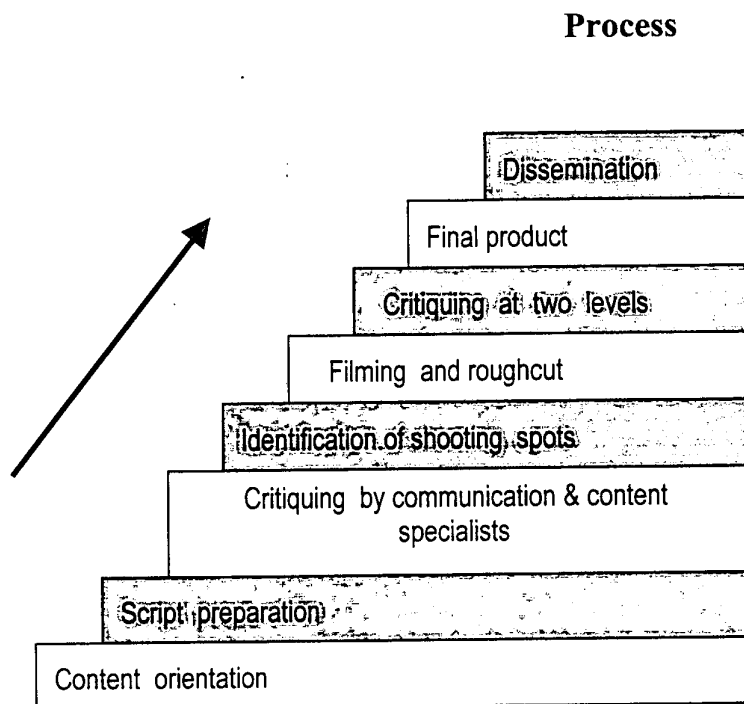 Process
Dissemination
Final product
Critiquing at two levels
Filming and roughcut
Identification of shooting spots
Critiquing by communication & content
specialists
Script preparation
Content orientation